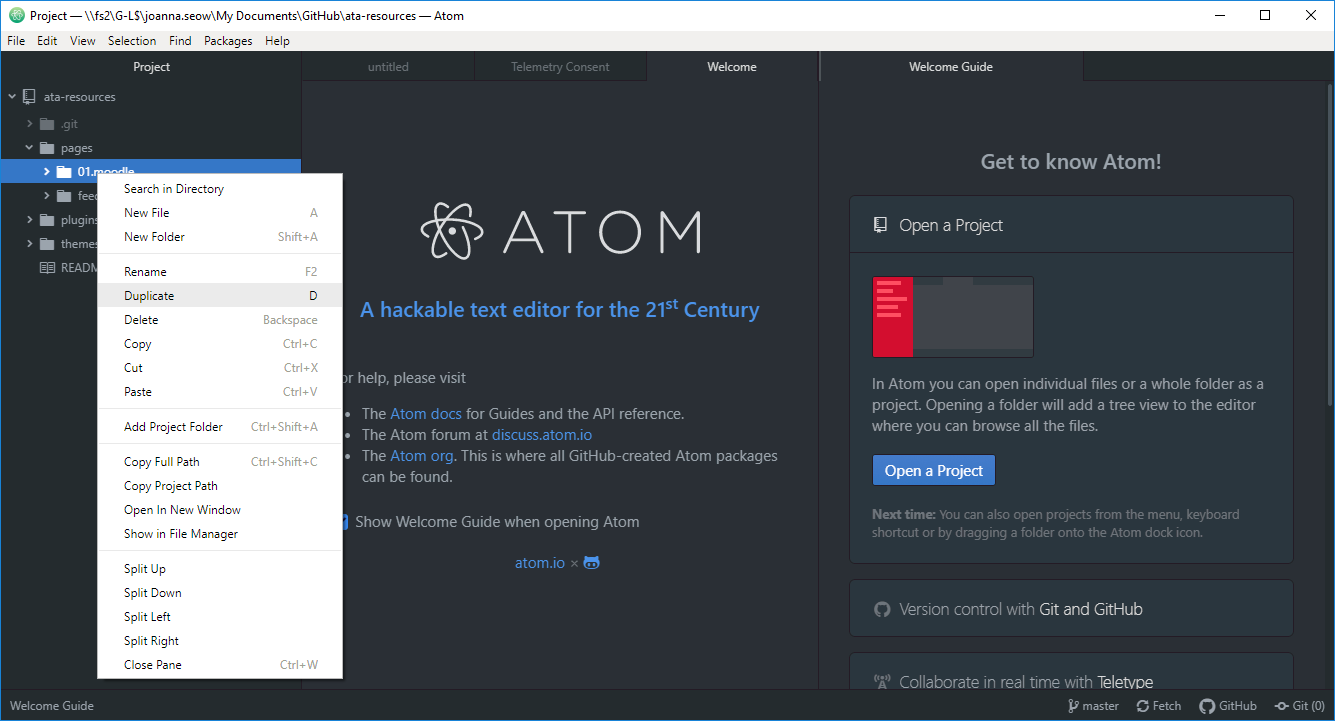 Project — \\fs2\G-L$\joanna.seow\My Documents\GitHub\ata-resources — Atom
File Edit View Selection Find Packages Help
Project
untitled
Telemetry Consent
Welcome
Welcome Guide
ata-resources
.git
pages
01.moodle
feed
plugins
themes
READM
Search in Directory
New File A
New Folder Shift+A
Rename F2
Duplicate D
Delete Backspace
Copy Ctrl+C
Cut Ctrl+X
Paste Ctrl+V
Add Project Folder Ctrl+Shift+A
Copy Full Path Ctrl+Shift+C
Copy Project Path
Open In New Window
Show in File Manager
Split Up
Split Down
Split Left
Split Right
Close Pane Ctrl+W
ATOM
A hackable text editor for the 21st Century
or help, please visit
• The Atom docs for Guides and the API reference.
• The Atom forum at discuss.atom.io
• The Atom org. This is where all GitHub-created Atom packages
can be found.
Show Welcome Guide when opening Atom
atom.io ×
Get to know Atom!
Open a Project
In Atom you can open individual files or a whole folder as a
project. Opening a folder will add a tree view to the editor
where you can browse all the files.
Open a Project
Next time: You can also open projects from the menu, keyboard
shortcut or by dragging a folder onto the Atom dock icon.
Version control with Git and GitHub
Collaborate in real time with Teletype
Welcome Guide
master Fetch GitHub Git (0)